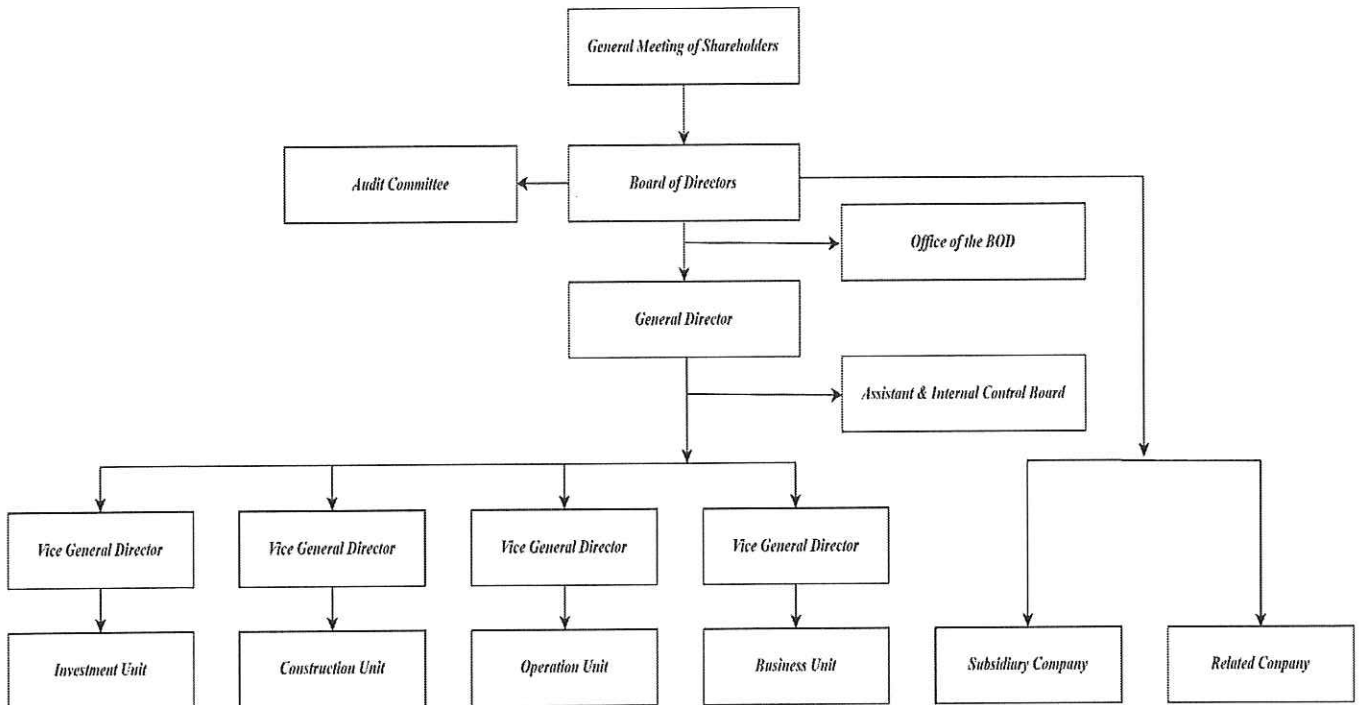 General Meeting of Shareholders
Audit Committee
Board of Directors
Office of the BOD
General Director
Assistant & Internal Control Board
Vice General Director
Vice General Director
Vice General Director
Vice General Director
Investment Unit
Construction Unit
Operation Unit
Business Unit
Subsidiary Company
Related Conpany